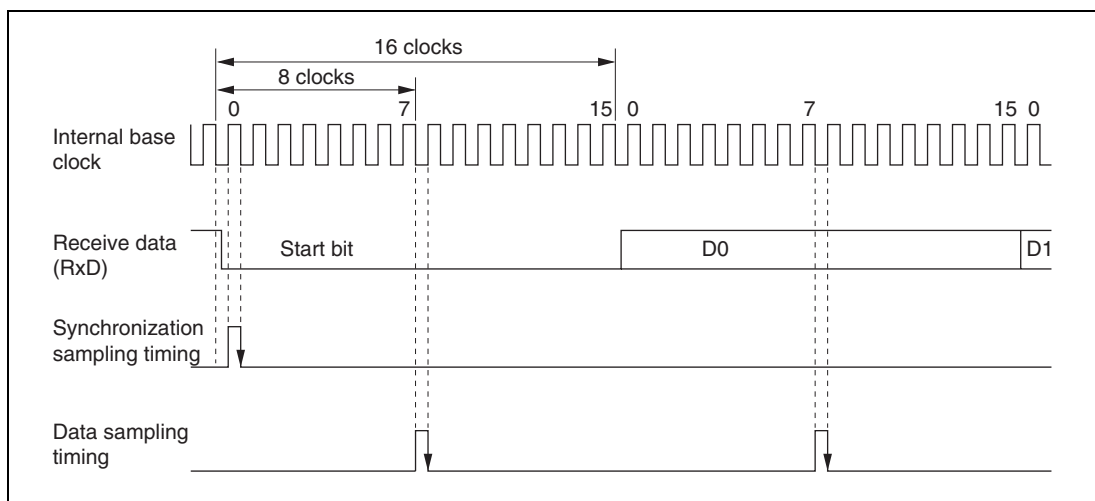 16 clocks
8 clocks
0 7 15 0 7 15 0
Internal base
clock
Receive data
(RxD)
Start bit D0 D1
Synchronization
sampling timing
Data sampling
timing